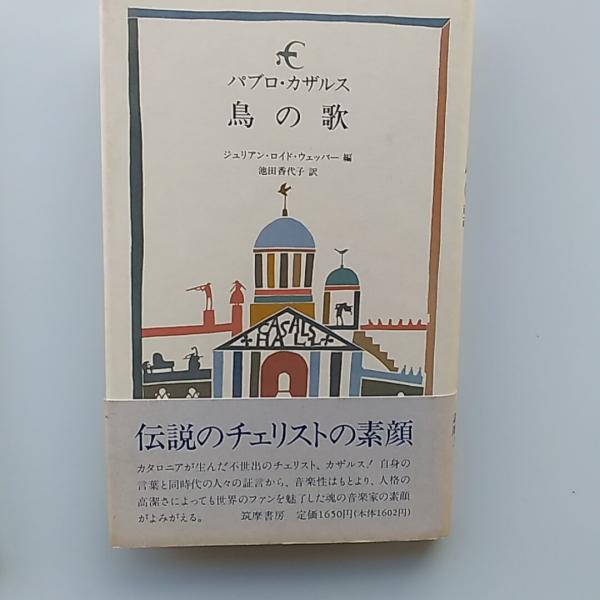 パブロ・カザルス
鳥の歌
ジュリアン・ロイド・ウェッバー 編
池田香代子 訳
CASALS
HALL
伝説のチェリストの素顔
カタロニアが生んだ不世出のチェリスト、カザルス! 自身の
言葉と同時代の人々の証言から、音楽性はもとより、人格の
高潔さによっても世界のファンを魅了した魂の音楽家の素顔
がよみがえる。 筑摩書房 定価1650円(本体1602円)